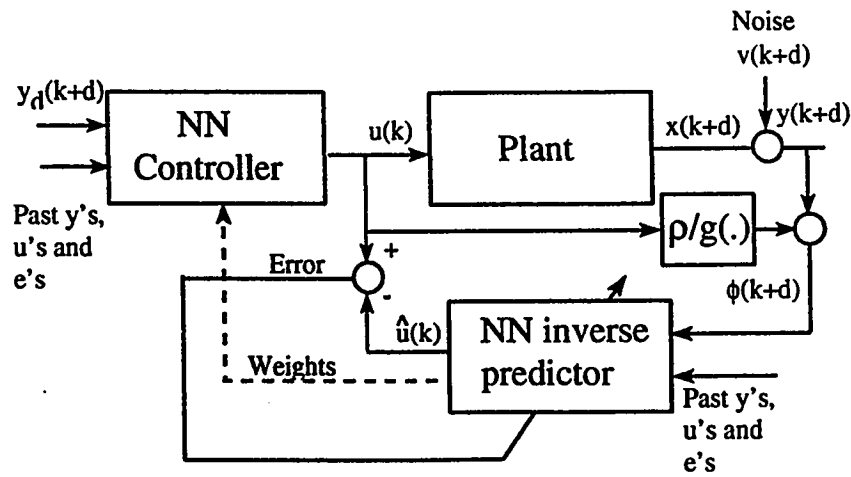 Noise
v(k+d)
y_d(k+d)
NN
Controller
u(k)
Plant
x(k+d)
y(k+d)
Past y's,
u's and
e's
+
ρ/g(.)
Error
-
ϕ(k+d)
û(k)
NN inverse
predictor
Weights
Past y's,
u's and
e's